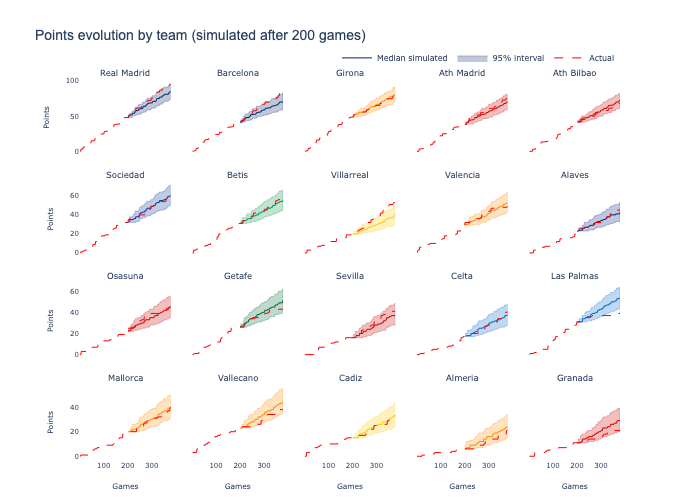 Points evolution by team (simulated after 200 games)
Median simulated 95% interval Actual
Real Madrid Barcelona Girona Ath Madrid Ath Bilbao
100
50
0
Points
Sociedad Betis Villarreal Valencia Alaves
60
40
20
0
Points
Osasuna Getafe Sevilla Celta Las Palmas
60
40
20
0
Points
Mallorca Vallecano Cadiz Almeria Granada
40
20
0
Points
100 200 300 100 200 300 100 200 300 100 200 300 100 200 300
Games Games Games Games Games